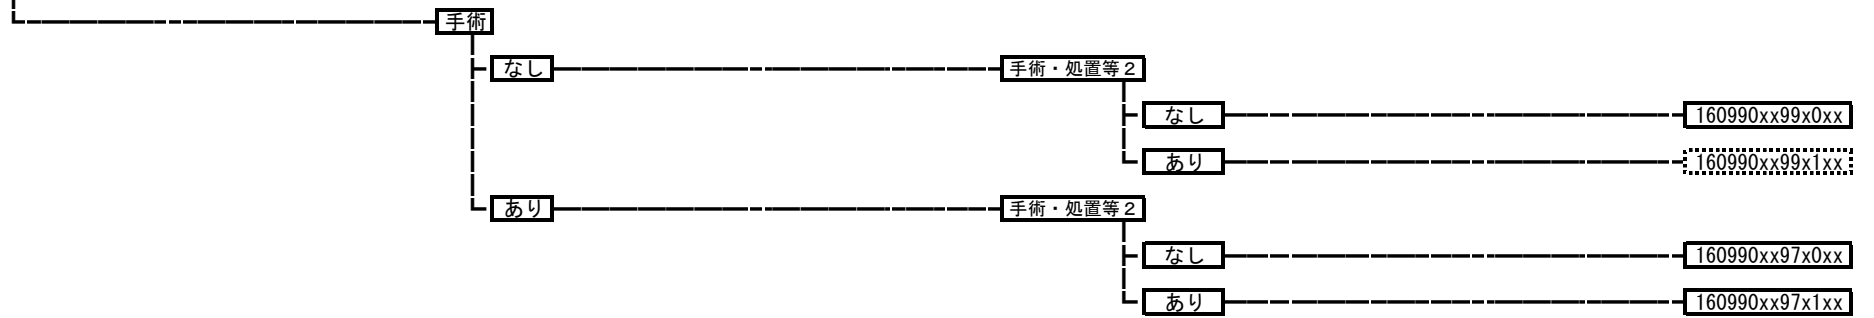 手術
なし 手術・処置等２
なし 160990xx99x0xx
あり 160990xx99x1xx
あり 手術・処置等２
なし 160990xx97x0xx
あり 160990xx97x1xx